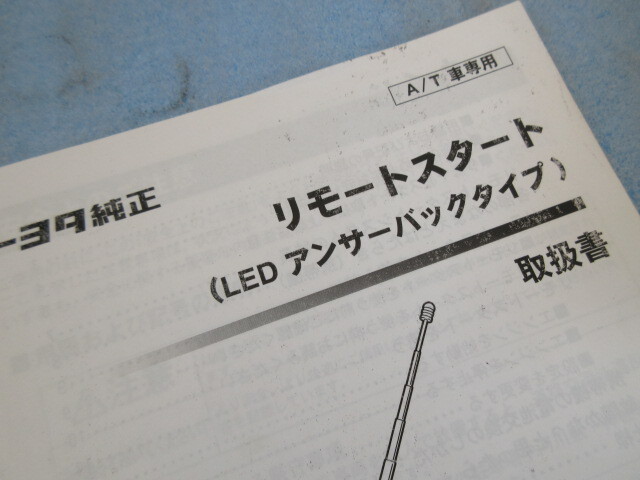 A/T 車専用
ートヨタ純正
リモートスタート
(LED アンサーバックタイプ)
取扱書